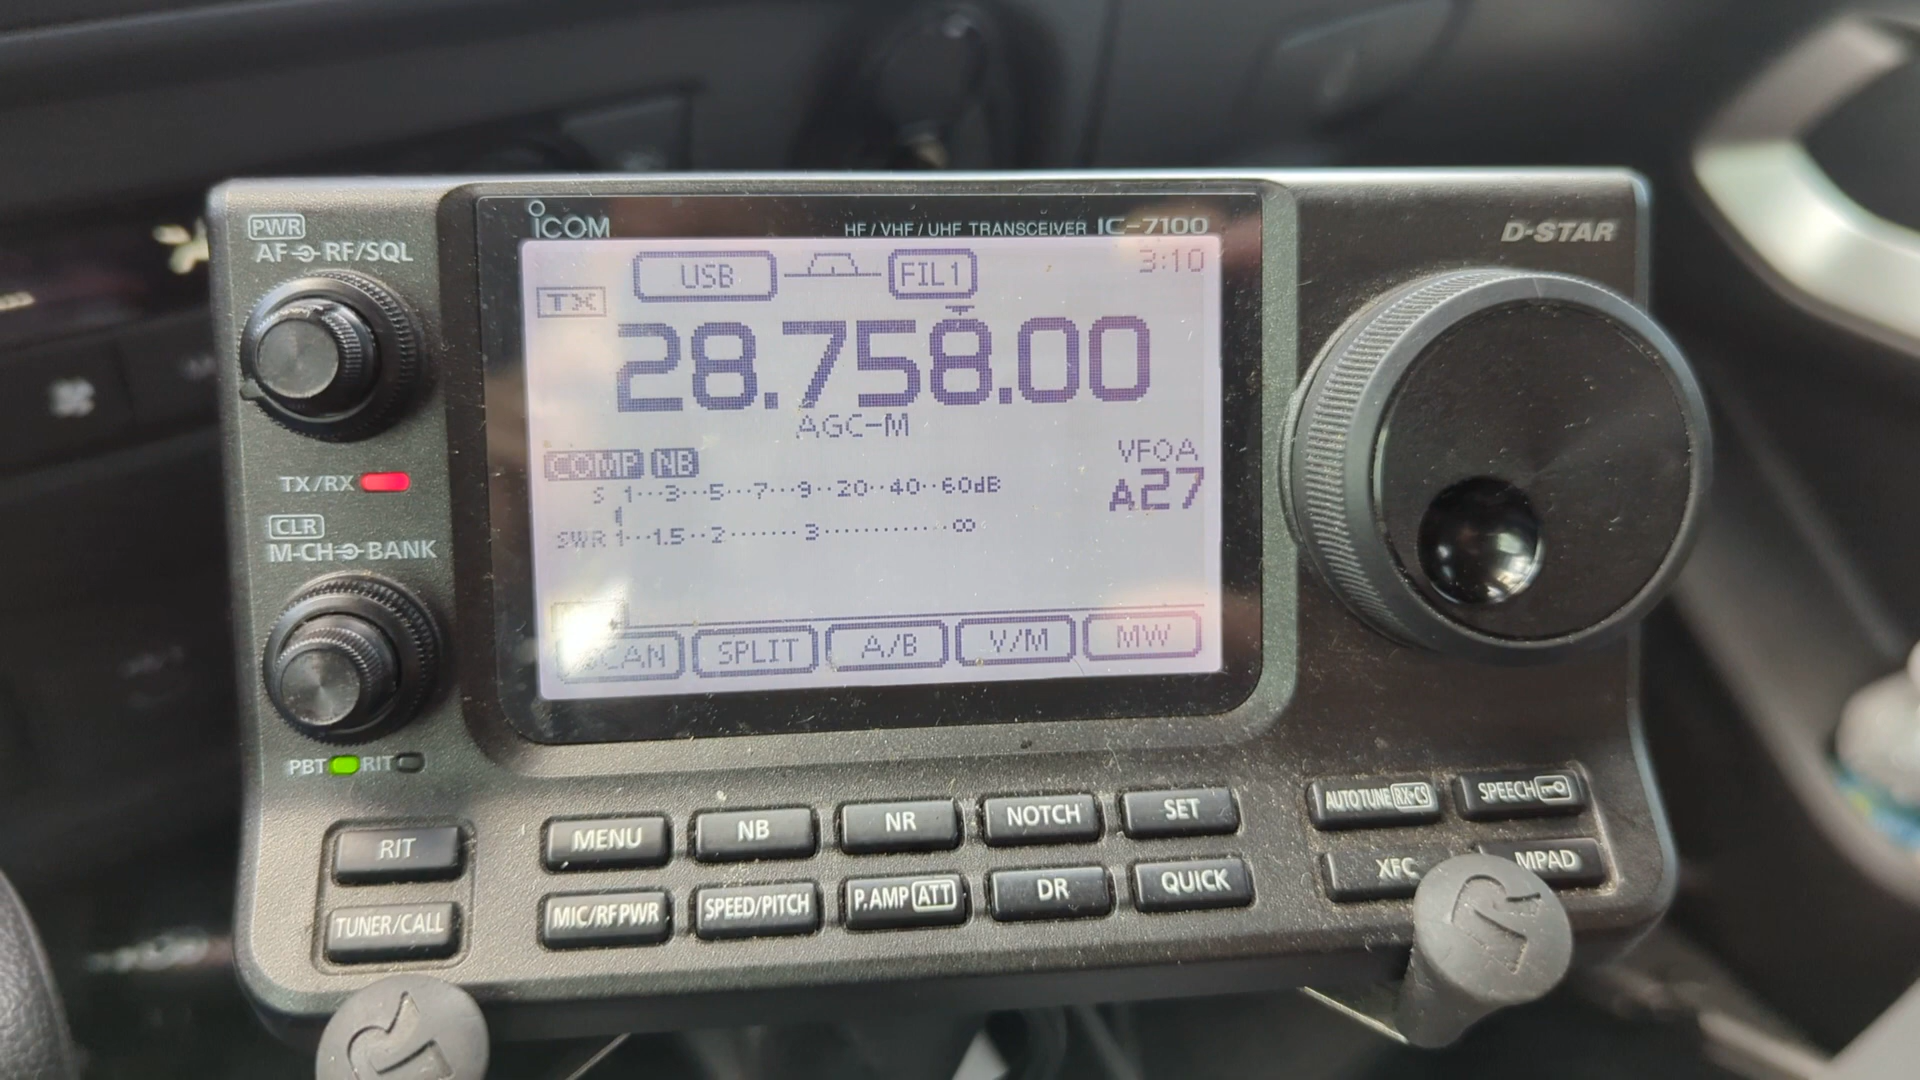 PWR
AF RF/SQL
ICOM
HF/VHF/UHF TRANSCEIVER IC-7100
D-STAR
USB FIL1 3:10
TX
28.758.00
AGC-M
COMP NB
VFOA
A27
S 1···3···5···7···9··20··40··60dB
SWR 1···1.5··2·······3············∞
SPLIT A/B V/M MW
TX/RX
CLR
M-CH BANK
PBT RIT
RIT
TUNER/CALL
MENU NB NR NOTCH SET
MIC/RF PWR SPEED/PITCH P.AMP ATT DR QUICK
AUTOTUNE RX▸CS SPEECH
XFC MPAD